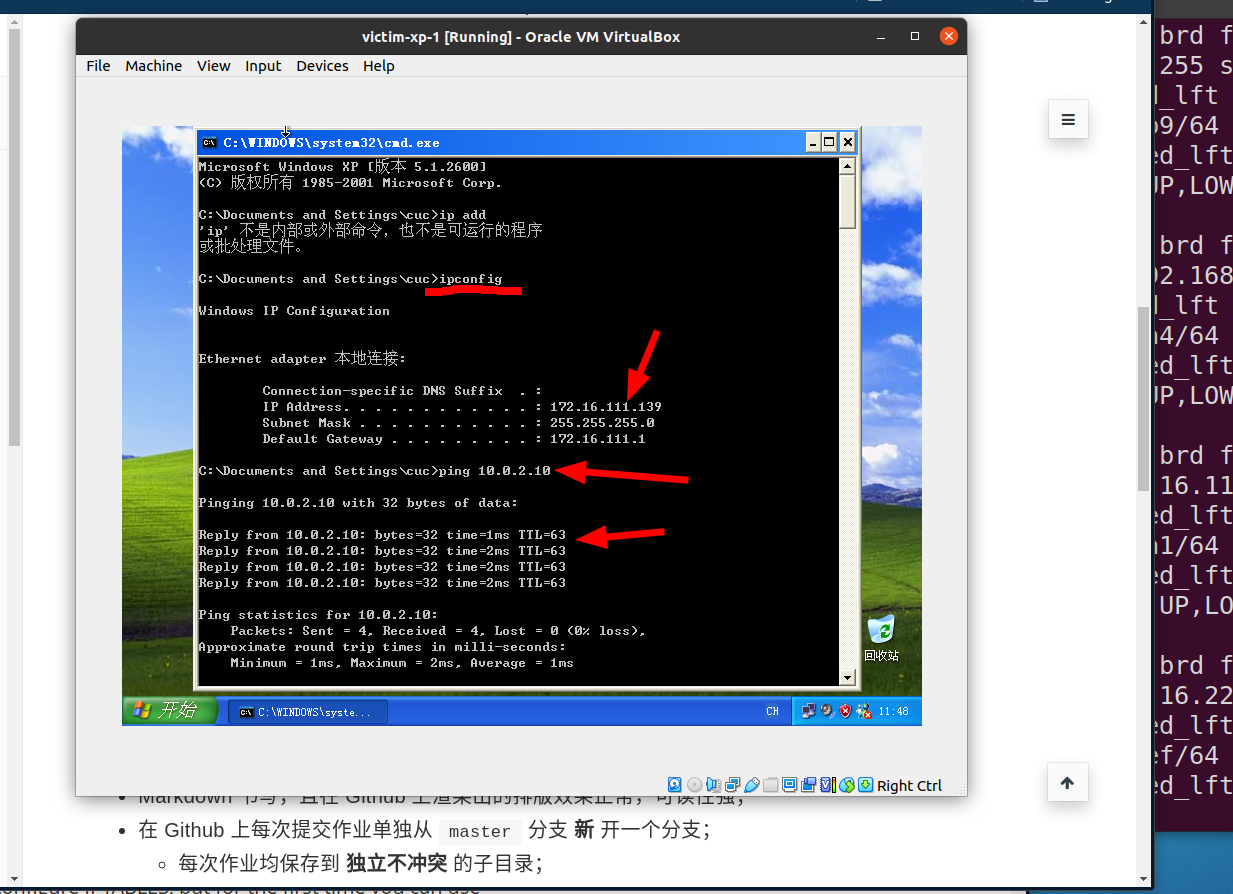 victim-xp-1 [Running] - Oracle VM VirtualBox
File Machine View Input Devices Help
C:\WINDOWS\system32\cmd.exe
Microsoft Windows XP [版本 5.1.2600]
(C) 版权所有 1985-2001 Microsoft Corp.
C:\Documents and Settings\cuc>ip add
'ip' 不是内部或外部命令，也不是可运行的程序
或批处理文件。
C:\Documents and Settings\cuc>ipconfig
Windows IP Configuration
Ethernet adapter 本地连接:
Connection-specific DNS Suffix  . :
IP Address. . . . . . . . . . . . : 172.16.111.139
Subnet Mask . . . . . . . . . . . : 255.255.255.0
Default Gateway . . . . . . . . . : 172.16.111.1
C:\Documents and Settings\cuc>ping 10.0.2.10
Pinging 10.0.2.10 with 32 bytes of data:
Reply from 10.0.2.10: bytes=32 time=1ms TTL=63
Reply from 10.0.2.10: bytes=32 time=2ms TTL=63
Reply from 10.0.2.10: bytes=32 time=2ms TTL=63
Reply from 10.0.2.10: bytes=32 time=2ms TTL=63
Ping statistics for 10.0.2.10:
Packets: Sent = 4, Received = 4, Lost = 0 (0% loss),
Approximate round trip times in milli-seconds:
Minimum = 1ms, Maximum = 2ms, Average = 1ms
回收站
开始
C:\WINDOWS\syste...
CH
11:48
Right Ctrl
Markdown 书写，且在 Github 上渲染出的排版效果正常，可读性强；
在 Github 上每次提交作业单独从 master 分支 新 开一个分支；
每次作业均保存到 独立不冲突 的子目录；
but for the first time you can use
brd f
255 s
_lft
9/64
ed_lft
UP,LOW
brd f
2.168
_lft
4/64
ed_lft
UP,LOW
brd f
16.11
ed_lft
1/64
ed_lft
UP,LO
brd f
16.22
ed_lft
f/64
ed_lft